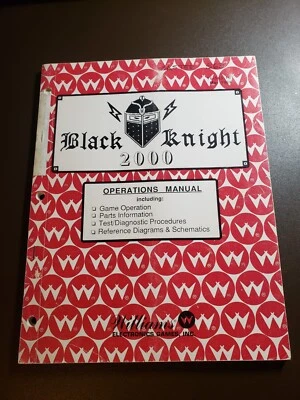 Black Knight
2000
OPERATIONS MANUAL
including:
❑ Game Operation
❑ Parts Information
❑ Test/Diagnostic Procedures
❑ Reference Diagrams & Schematics
Williams
ELECTRONICS GAMES, INC.